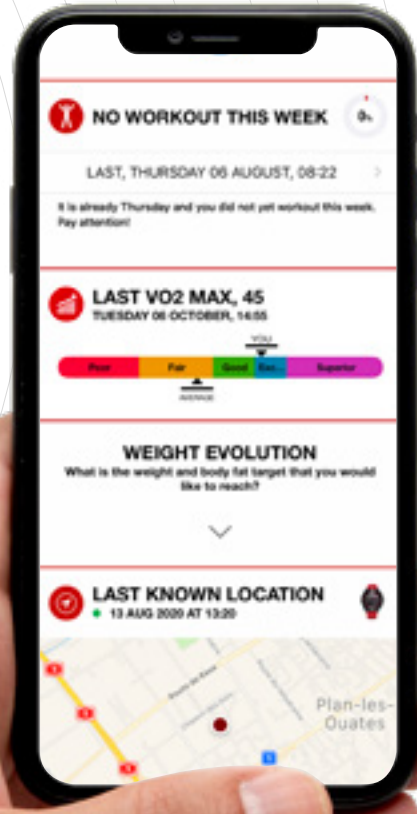 NO WORKOUT THIS WEEK
0%
LAST, THURSDAY 06 AUGUST, 08:22
It is already Thursday and you did not yet workout this week.
Pay attention!
LAST VO2 MAX, 45
TUESDAY 06 OCTOBER, 14:55
YOU
Poor Fair Good Exc... Superior
AVERAGE
WEIGHT EVOLUTION
What is the weight and body fat target that you would
like to reach?
LAST KNOWN LOCATION
13 AUG 2020 AT 13:20
Plan-les-
Ouates